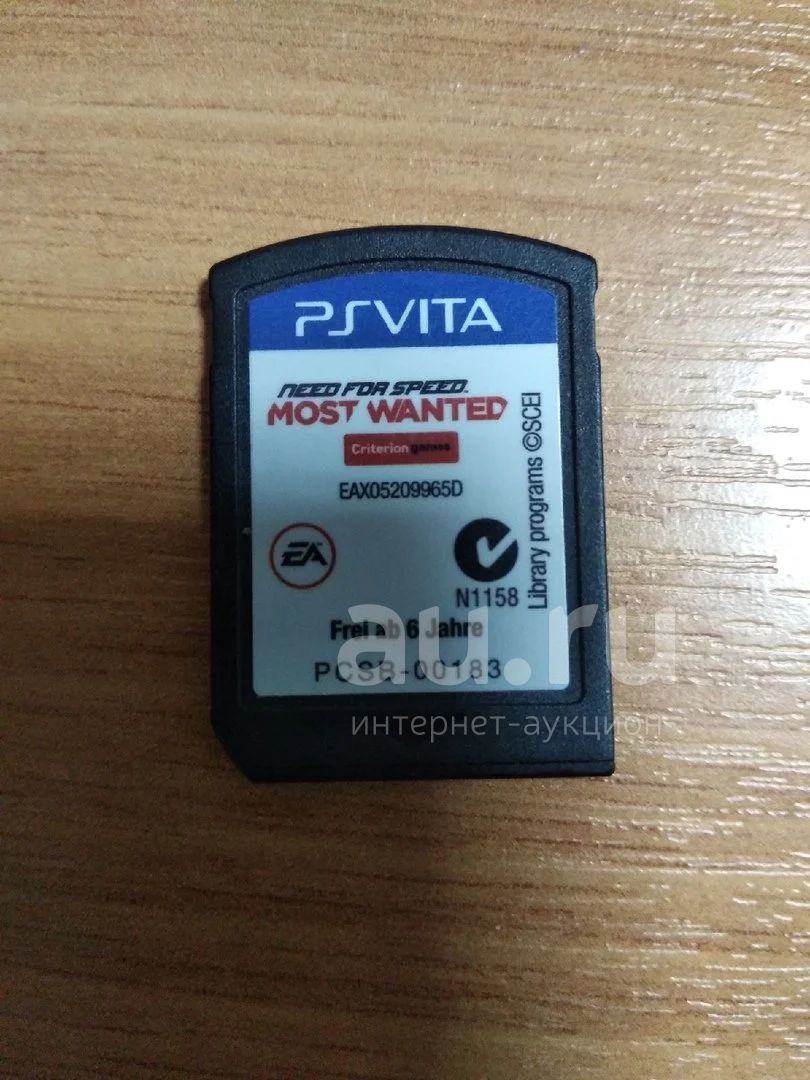 PSVITA
NEED FOR SPEED
MOST WANTED
Criterion games
EAX05209965D
EA
N1158
Library programs ©SCEI
Frei ab 6 Jahre
PCSB-00183
au.ru
интернет-аукцион